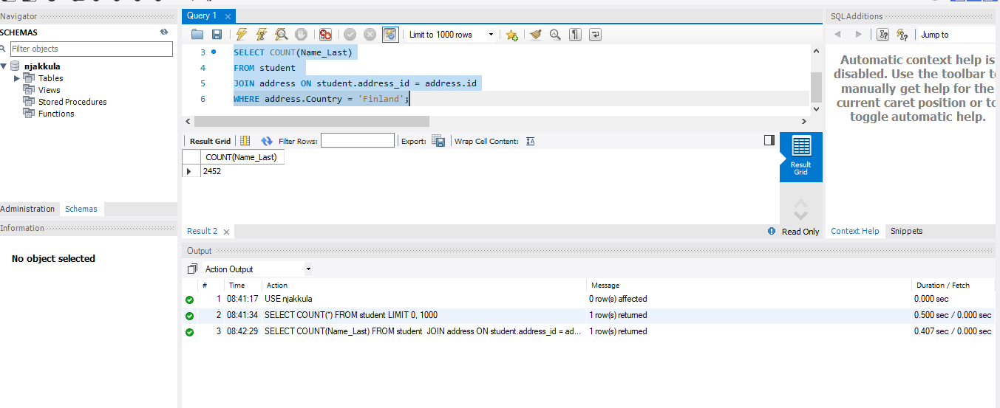 Navigator
SCHEMAS
Filter objects
njakkula
Tables
Views
Stored Procedures
Functions
Administration Schemas
Information
No object selected
Query 1
Limit to 1000 rows
3 SELECT COUNT(Name_Last)
4 FROM student
5 JOIN address ON student.address_id = address.id
6 WHERE address.Country = 'Finland';
Result Grid Filter Rows: Export: Wrap Cell Content:
COUNT(Name_Last)
2452
Result
Grid
Result 2 Read Only
SQLAdditions
Jump to
Automatic context help is
disabled. Use the toolbar t
manually get help for the
current caret position or to
toggle automatic help.
Context Help Snippets
Output
Action Output
# Time Action Message Duration / Fetch
1 08:41:17 USE njakkula 0 row(s) affected 0.000 sec
2 08:41:34 SELECT COUNT(*) FROM student LIMIT 0, 1000 1 row(s) returned 0.500 sec / 0.000 sec
3 08:42:29 SELECT COUNT(Name_Last) FROM student  JOIN address ON student.address_id = ad... 1 row(s) returned 0.407 sec / 0.000 sec